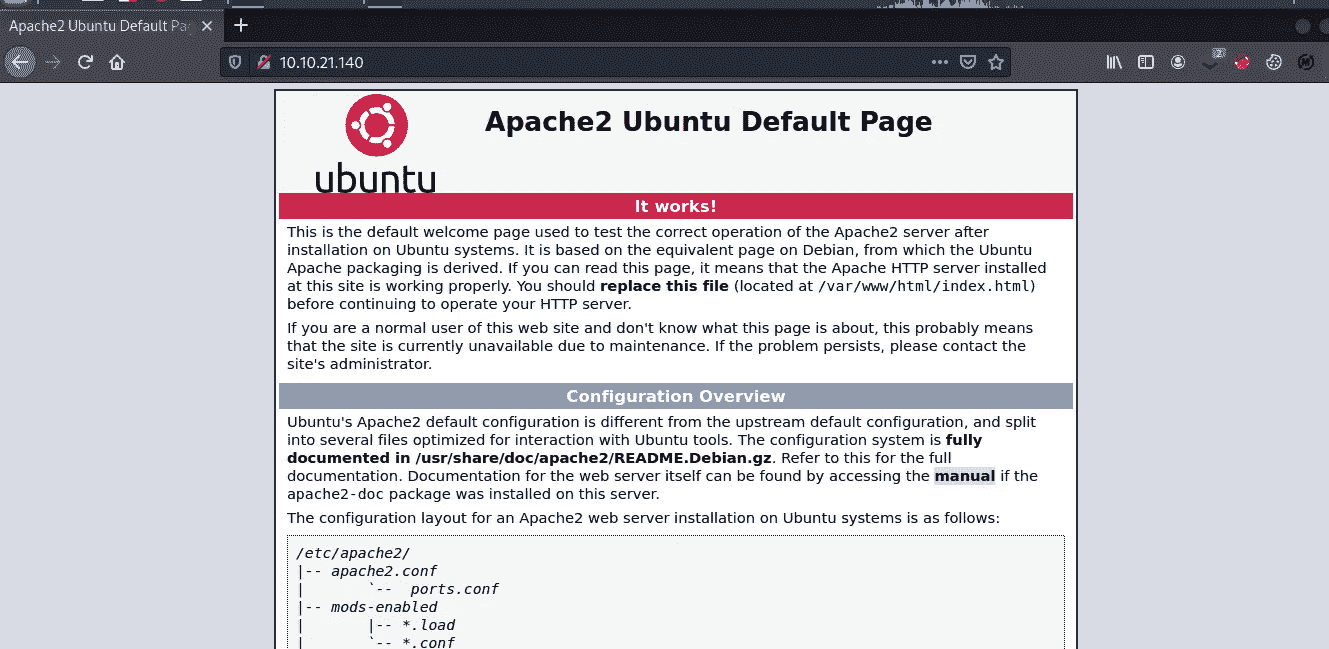 Apache2 Ubuntu Default Pa
10.10.21.140
2
Apache2 Ubuntu Default Page
ubuntu
It works!
This is the default welcome page used to test the correct operation of the Apache2 server after
installation on Ubuntu systems. It is based on the equivalent page on Debian, from which the Ubuntu
Apache packaging is derived. If you can read this page, it means that the Apache HTTP server installed
at this site is working properly. You should replace this file (located at /var/www/html/index.html)
before continuing to operate your HTTP server.
If you are a normal user of this web site and don't know what this page is about, this probably means
that the site is currently unavailable due to maintenance. If the problem persists, please contact the
site's administrator.
Configuration Overview
Ubuntu's Apache2 default configuration is different from the upstream default configuration, and split
into several files optimized for interaction with Ubuntu tools. The configuration system is fully
documented in /usr/share/doc/apache2/README.Debian.gz. Refer to this for the full
documentation. Documentation for the web server itself can be found by accessing the manual if the
apache2-doc package was installed on this server.
The configuration layout for an Apache2 web server installation on Ubuntu systems is as follows:
/etc/apache2/
|-- apache2.conf
|       `--  ports.conf
|-- mods-enabled
|       |-- *.load
|       `-- *.conf